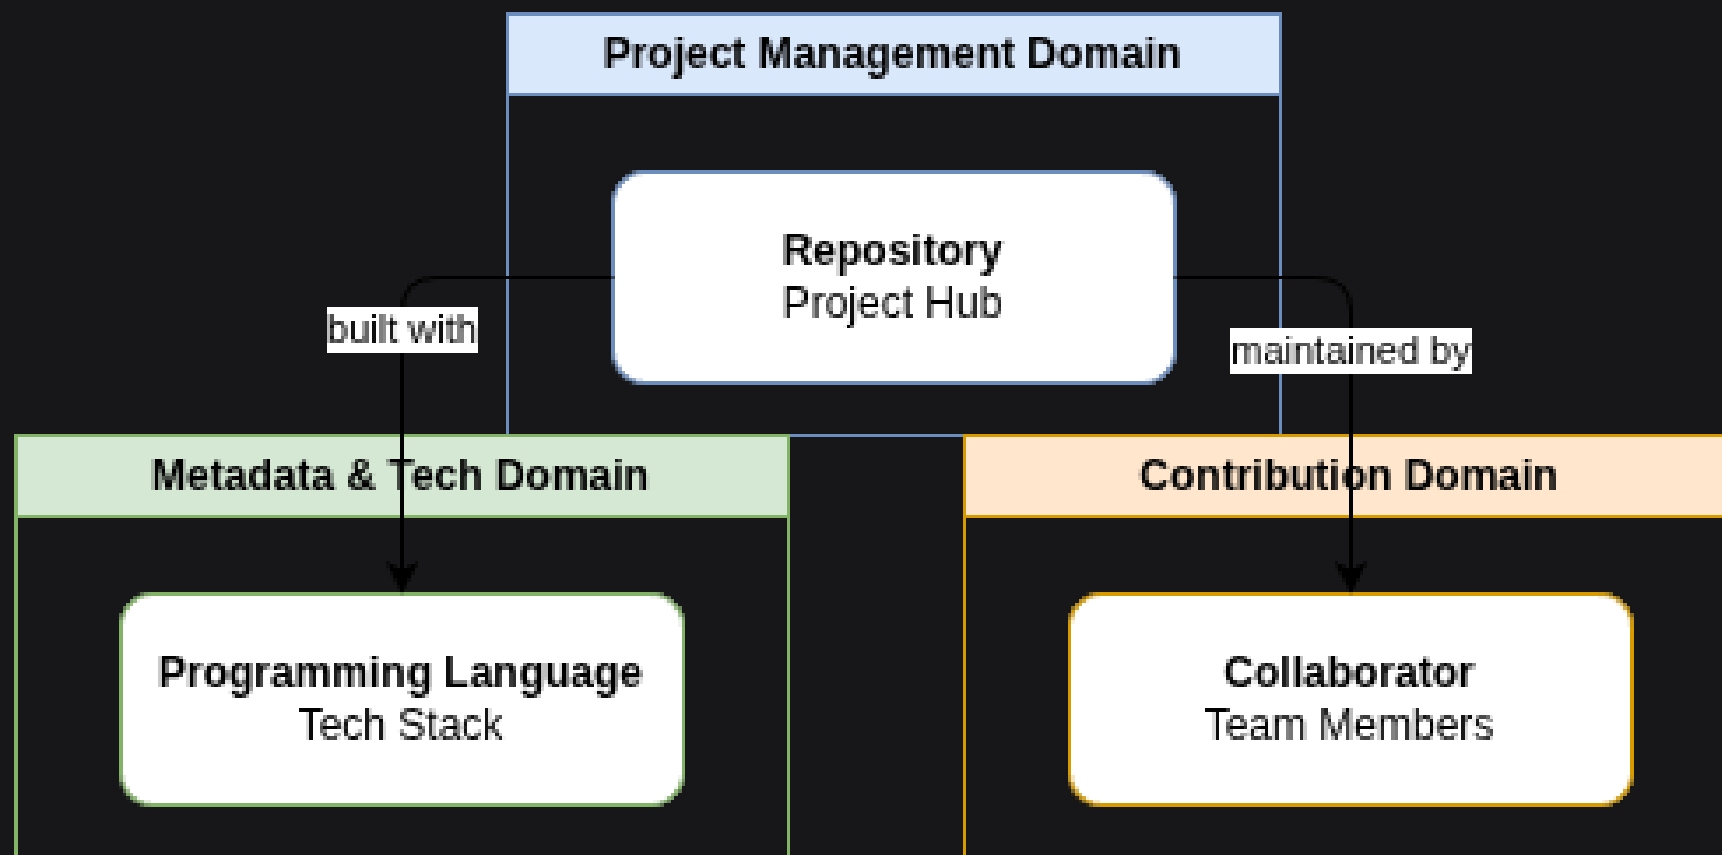 Project Management Domain
Repository
Project Hub
built with
maintained by
Metadata & Tech Domain
Contribution Domain
Programming Language
Tech Stack
Collaborator
Team Members